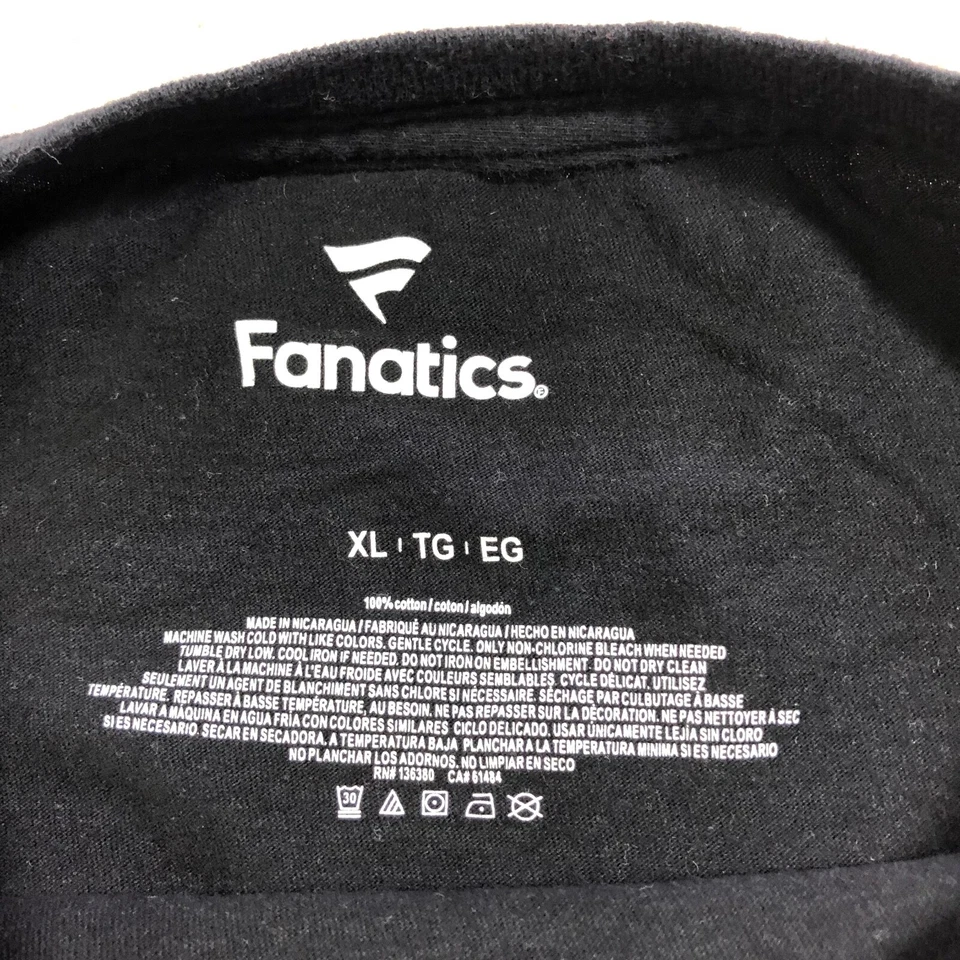 Fanatics®
XL | TG | EG
100% cotton / coton / algodón
MADE IN NICARAGUA / FABRIQUÉ AU NICARAGUA / HECHO EN NICARAGUA
MACHINE WASH COLD WITH LIKE COLORS. GENTLE CYCLE. ONLY NON-CHLORINE BLEACH WHEN NEEDED
TUMBLE DRY LOW. COOL IRON IF NEEDED. DO NOT IRON ON EMBELLISHMENT. DO NOT DRY CLEAN
LAVER À LA MACHINE À L'EAU FROIDE AVEC COULEURS SEMBLABLES. CYCLE DÉLICAT. UTILISEZ
SEULEMENT UN AGENT DE BLANCHIMENT SANS CHLORE SI NÉCESSAIRE. SÉCHAGE PAR CULBUTAGE À BASSE
TEMPÉRATURE. REPASSER À BASSE TEMPÉRATURE, AU BESOIN. NE PAS REPASSER SUR LA DÉCORATION. NE PAS NETTOYER À SEC
LAVAR A MAQUINA EN AGUA FRÍA CON COLORES SIMILARES CICLO DELICADO. USAR ÚNICAMENTE LEJÍA SIN CLORO
SI ES NECESARIO. SECAR EN SECADORA, A TEMPERATURA BAJA PLANCHAR A LA TEMPERATURA MINIMA SI ES NECESARIO
NO PLANCHAR LOS ADORNOS. NO LIMPIAR EN SECO
RN# 136380 CA# 61484
30